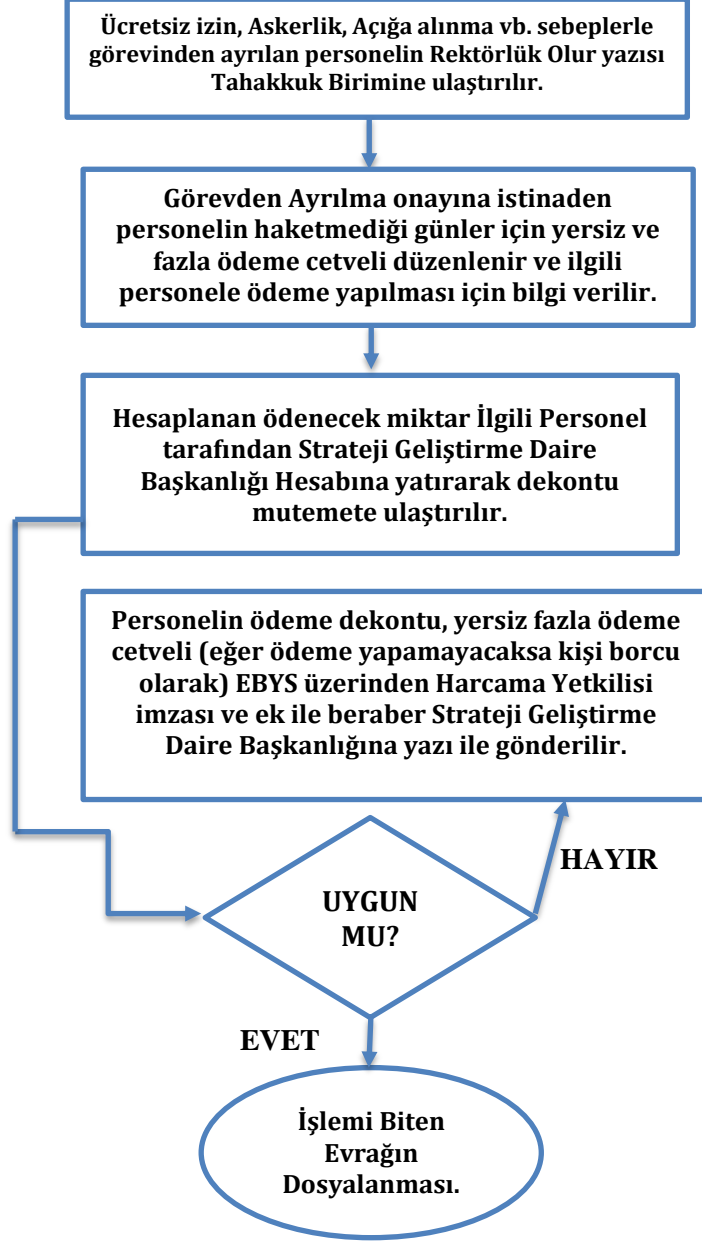 Ücretsiz izin, Askerlik, Açığa alınma vb. sebeplerle
görevinden ayrılan personelin Rektörlük Olur yazısı
Tahakkuk Birimine ulaştırılır.
Görevden Ayrılma onayına istinaden
personelin haketmediği günler için yersiz ve
fazla ödeme cetveli düzenlenir ve ilgili
personele ödeme yapılması için bilgi verilir.
Hesaplanan ödenecek miktar İlgili Personel
tarafından Strateji Geliştirme Daire
Başkanlığı Hesabına yatırarak dekontu
mutemete ulaştırılır.
Personelin ödeme dekontu, yersiz fazla ödeme
cetveli (eğer ödeme yapamayacaksa kişi borcu
olarak) EBYS üzerinden Harcama Yetkilisi
imzası ve ek ile beraber Strateji Geliştirme
Daire Başkanlığına yazı ile gönderilir.
HAYIR
UYGUN
MU?
EVET
İşlemi Biten
Evrağın
Dosyalanması.